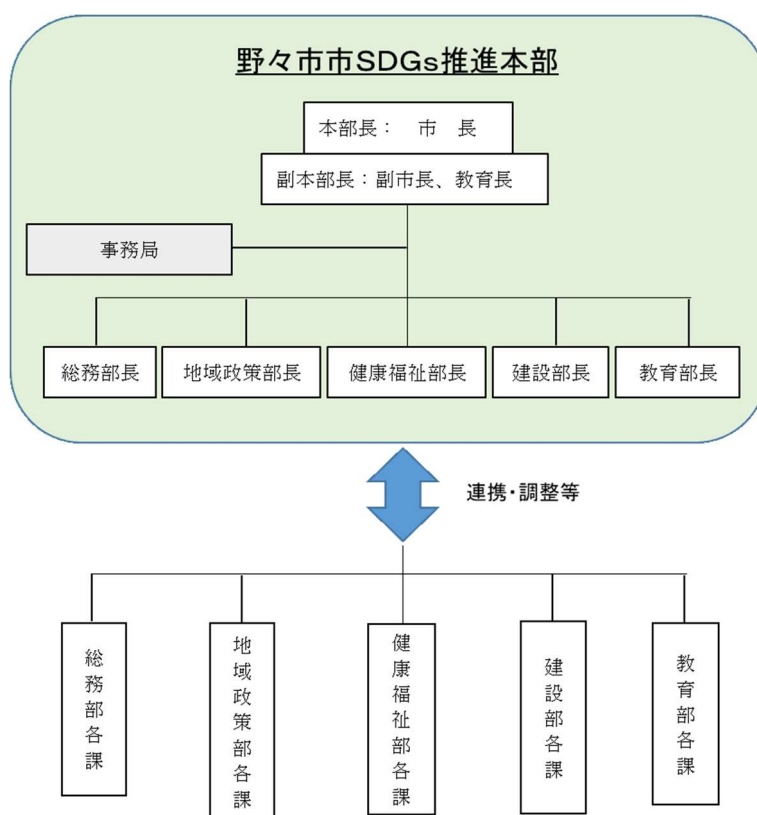 野々市市SDGs推進本部
本部長： 市 長
副本部長：副市長、教育長
事務局
総務部長
地域政策部長
健康福祉部長
建設部長
教育部長
連携・調整等
総務部各課
地域政策部各課
健康福祉部各課
建設部各課
教育部各課